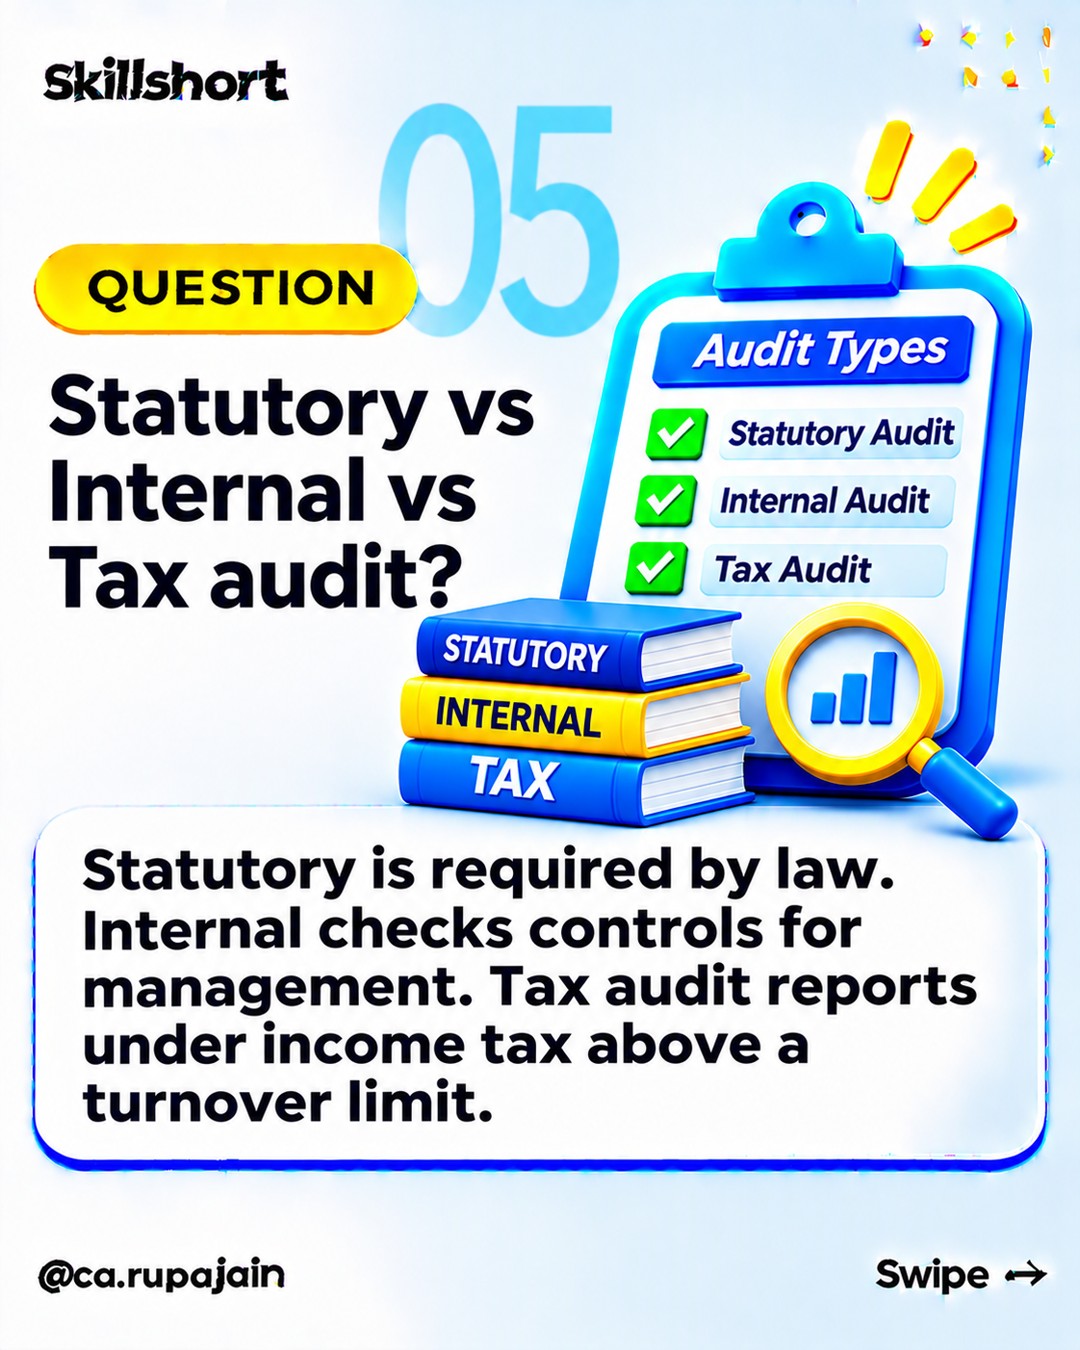 Skillshort
05
QUESTION
Statutory vs
Internal vs
Tax audit?
Audit Types
Statutory Audit
Internal Audit
Tax Audit
STATUTORY
INTERNAL
TAX
Statutory is required by law.
Internal checks controls for
management. Tax audit reports
under income tax above a
turnover limit.
@ca.rupajain
Swipe →